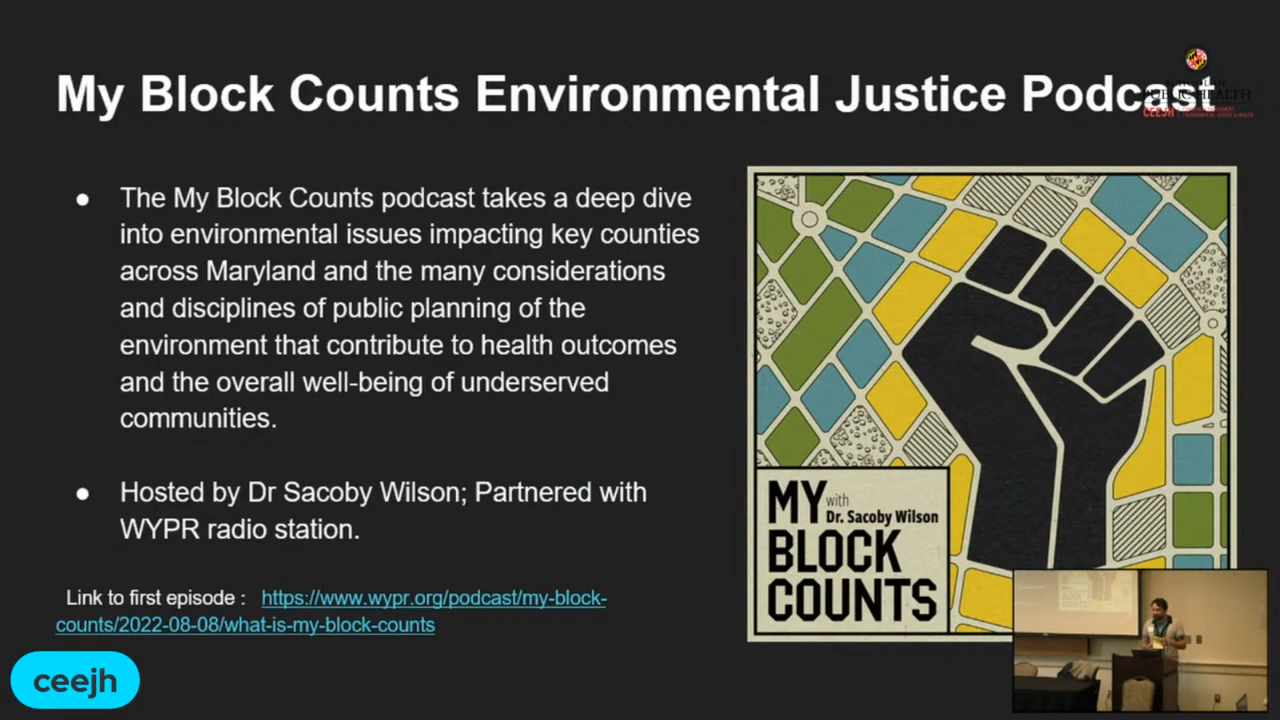 My Block Counts Environmental Justice Podcast
PUBLIC HEALTH
CEEJH
● The My Block Counts podcast takes a deep dive
into environmental issues impacting key counties
across Maryland and the many considerations
and disciplines of public planning of the
environment that contribute to health outcomes
and the overall well-being of underserved
communities.
● Hosted by Dr Sacoby Wilson; Partnered with
WYPR radio station.
Link to first episode : https://www.wypr.org/podcast/my-block-
counts/2022-08-08/what-is-my-block-counts
MY with
Dr. Sacoby Wilson
BLOCK
COUNTS
ceejh